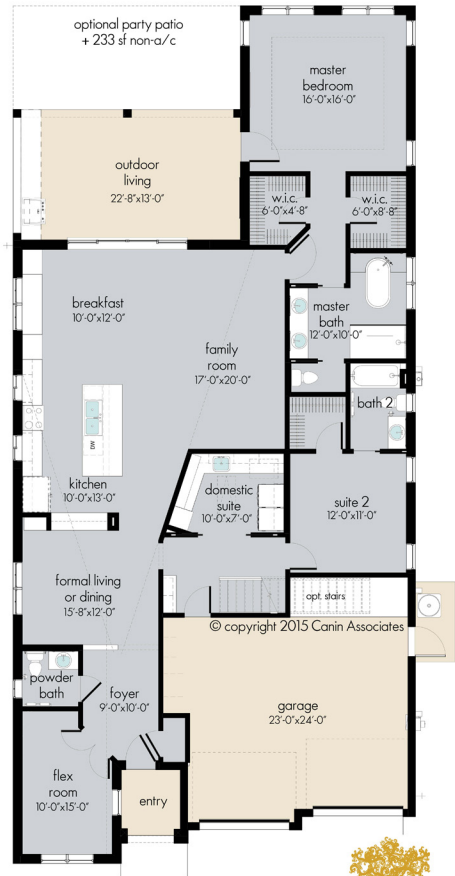 optional party patio
+ 233 sf non-a/c
master
bedroom
16'-0"x16'-0"
outdoor
living
22'-8"x13'-0"
w.i.c.
6'-0"x4'-8"
w.i.c.
6'-0"x8'-8"
breakfast
10'-0"x12'-0"
master
bath
12'-0"x10'-0"
family
room
17'-0"x20'-0"
bath 2
DW
kitchen
10'-0"x13'-0"
domestic
suite
10'-0"x7'-0"
suite 2
12'-0"x11'-0"
formal living
or dining
15'-8"x12'-0"
opt. stairs
© copyright 2015 Canin Associates
powder
bath
foyer
9'-0"x10'-0"
garage
23'-0"x24'-0"
flex
room
10'-0"x15'-0"
entry